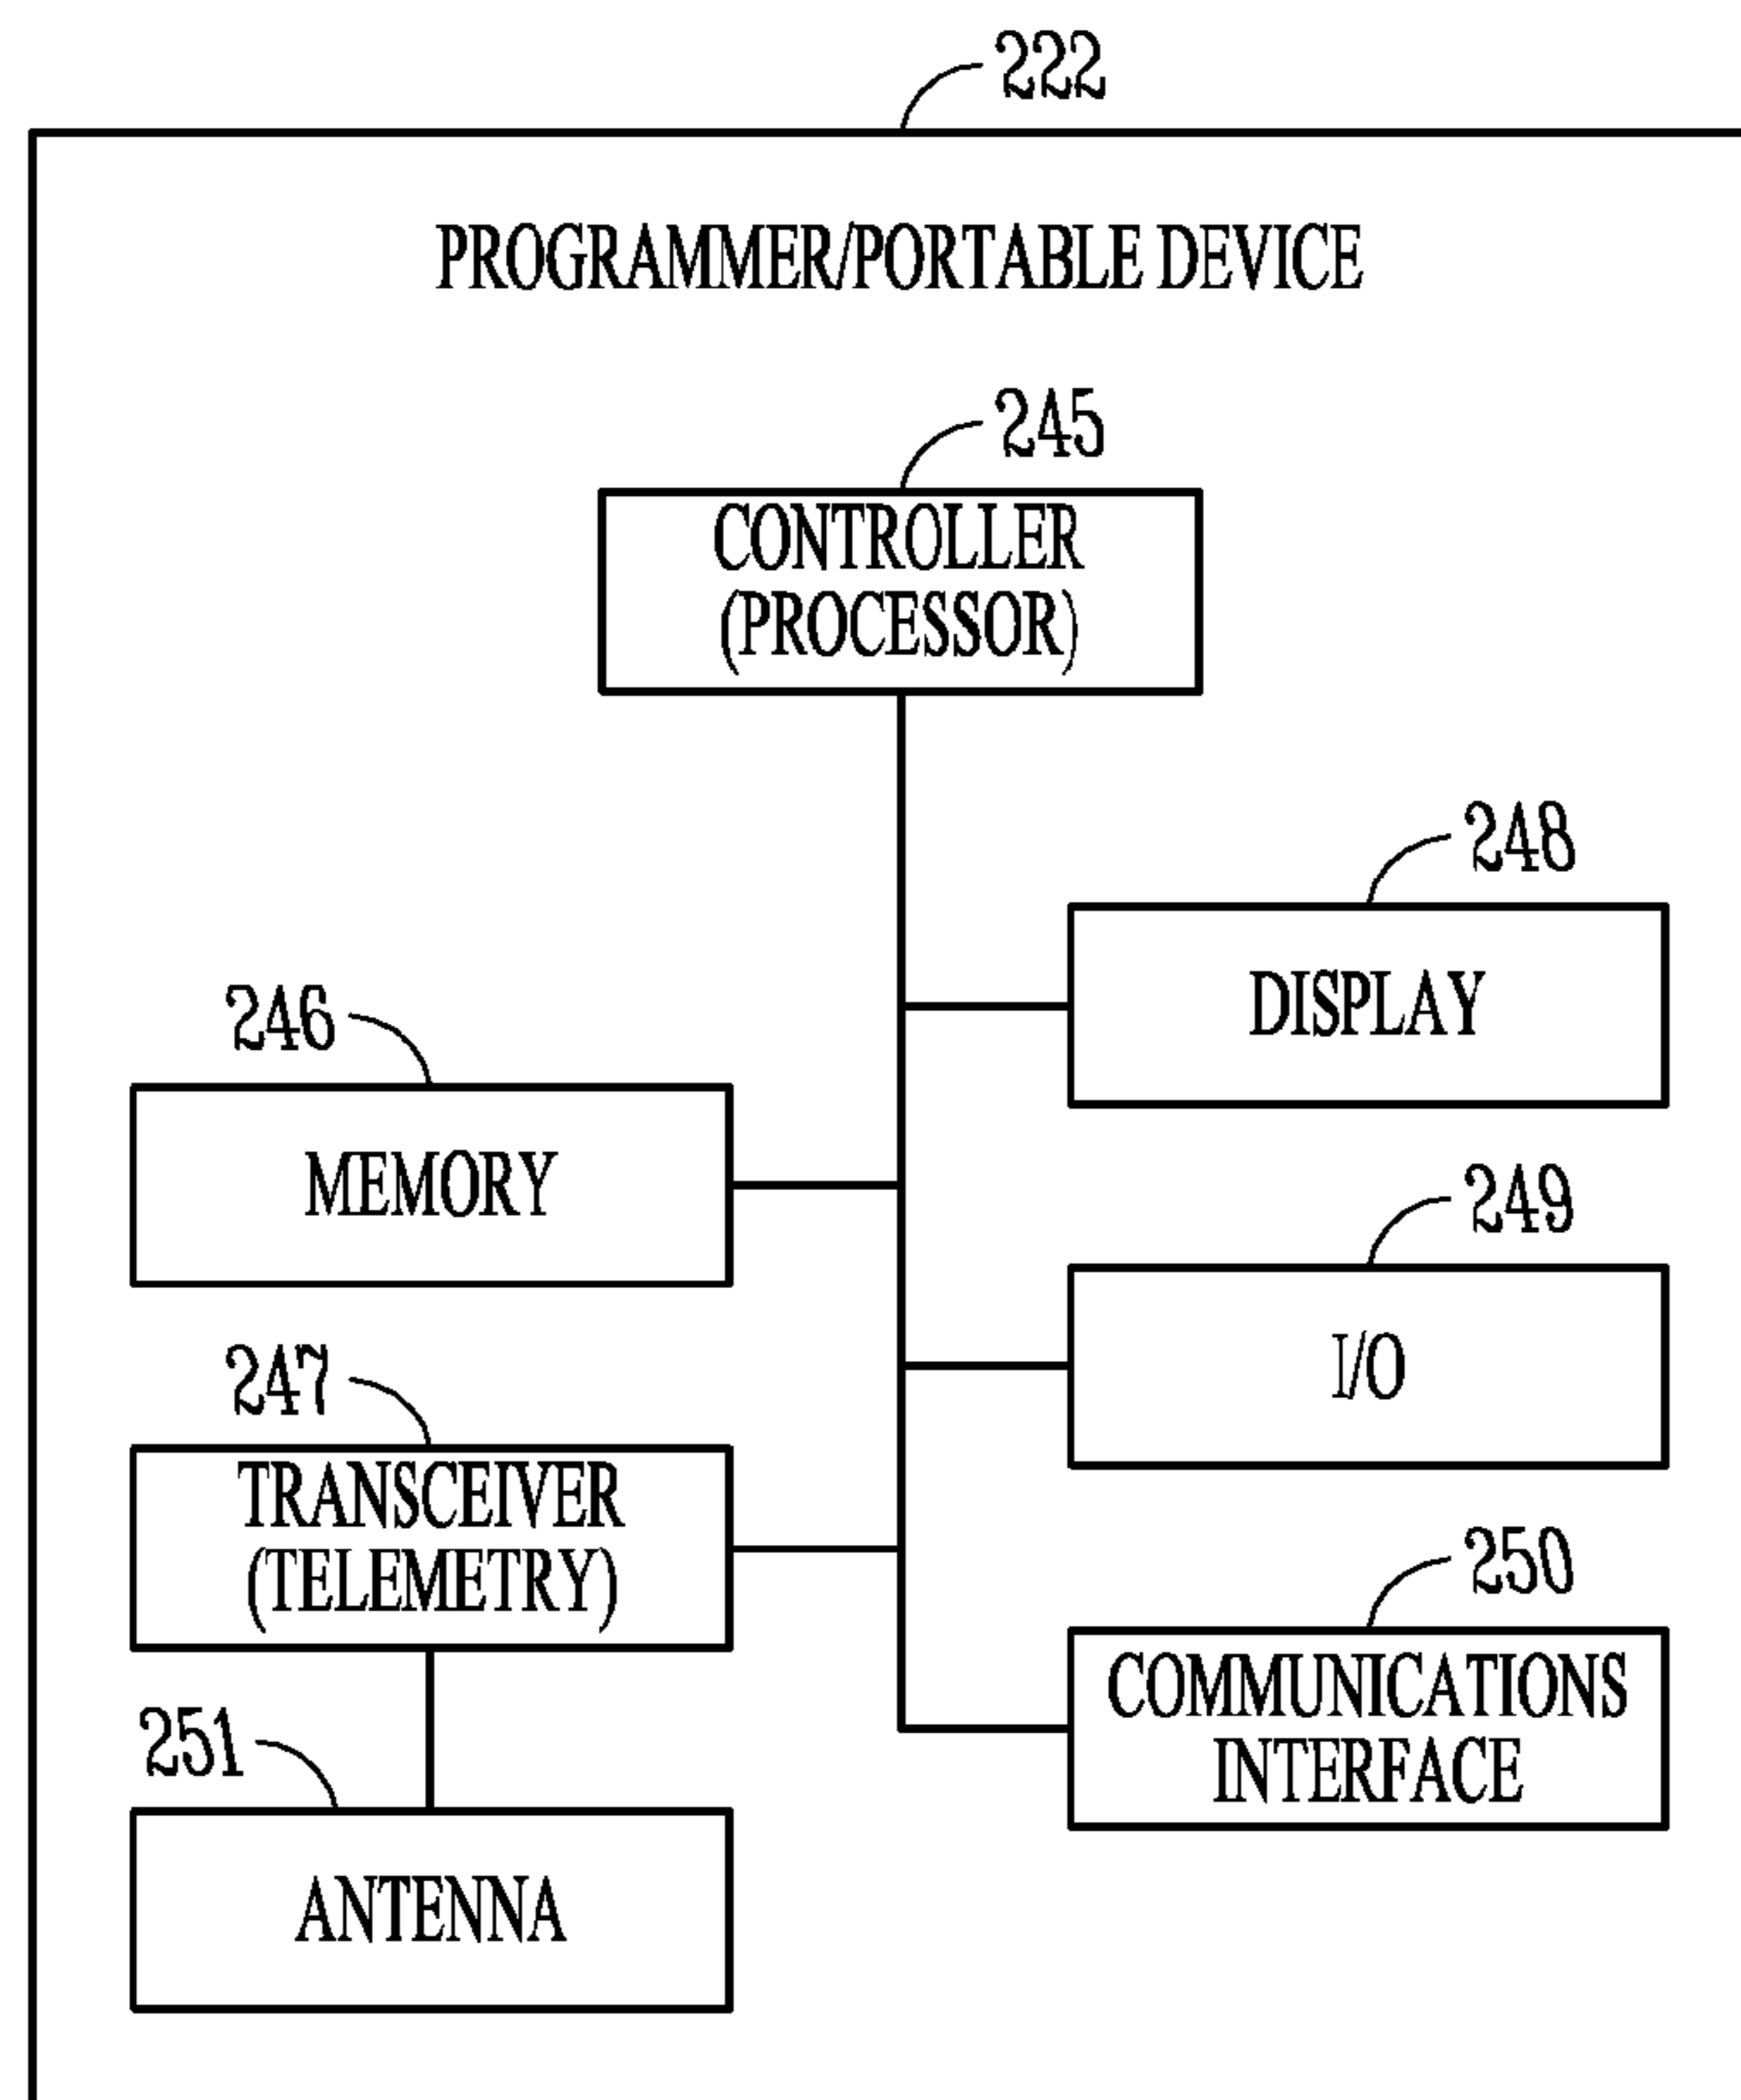 222
PROGRAMMER/PORTABLE DEVICE
245
CONTROLLER
(PROCESSOR)
248
DISPLAY
246
MEMORY
249
I/O
247
TRANSCEIVER
(TELEMETRY)
250
COMMUNICATIONS
INTERFACE
251
ANTENNA